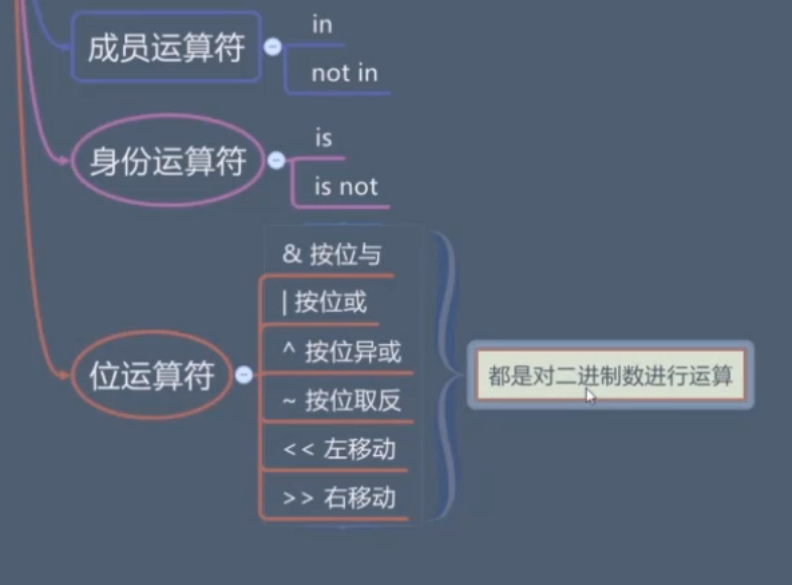 成员运算符
in
not in
身份运算符
is
is not
位运算符
& 按位与
| 按位或
^ 按位异或
~ 按位取反
<< 左移动
>> 右移动
都是对二进制数进行运算